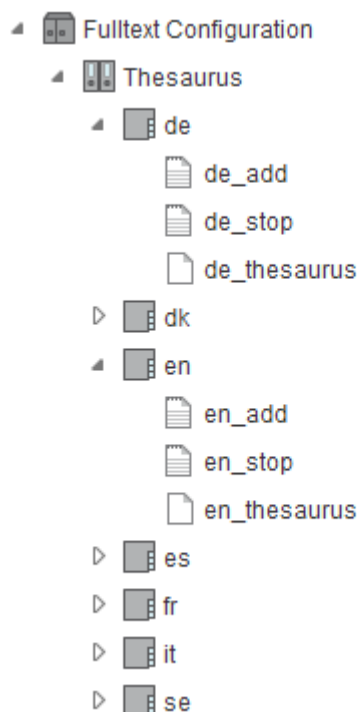 Fulltext Configuration
Thesaurus
de
de_add
de_stop
de_thesaurus
dk
en
en_add
en_stop
en_thesaurus
es
fr
it
se